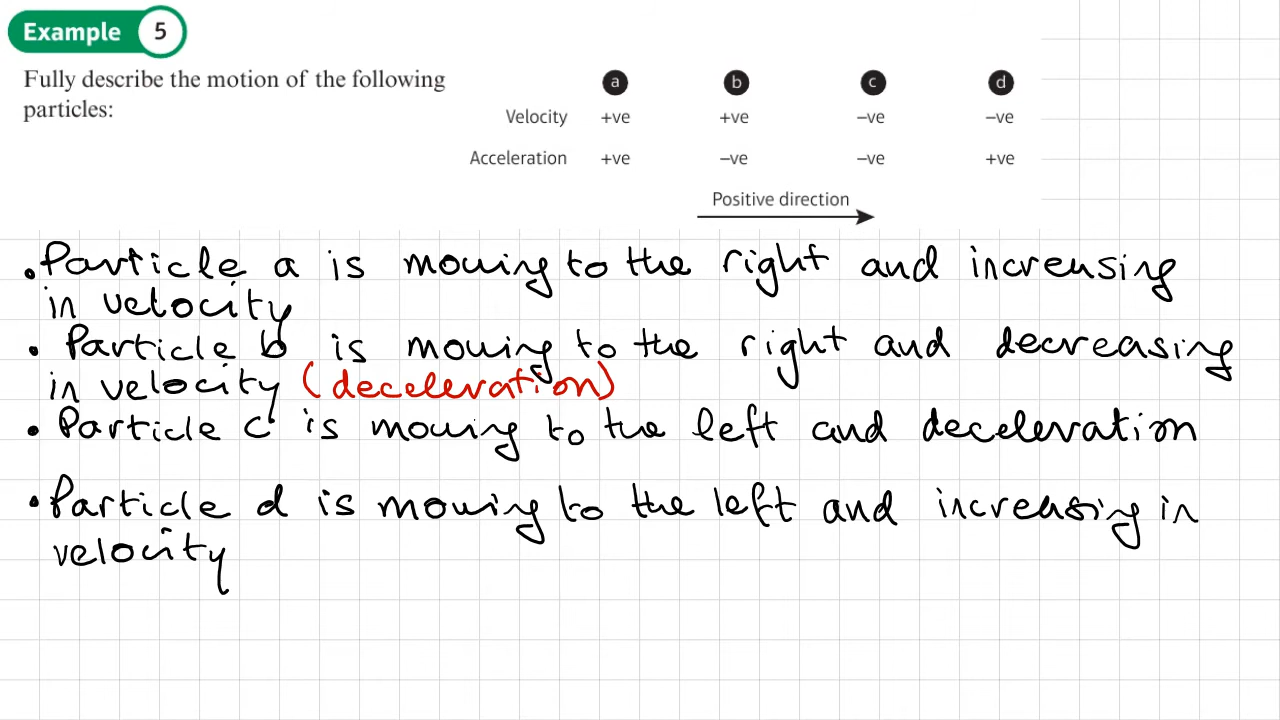 Example 5
Fully describe the motion of the following
particles:
a b c d
Velocity +ve +ve –ve –ve
Acceleration +ve –ve –ve +ve
Positive direction
• Particle a is moving to the right and increasing
in velocity
• Particle b is moving to the right and decreasing
in velocity (deceleration)
• Particle c is moving to the left and deceleration
• Particle d is moving to the left and increasing in
velocity